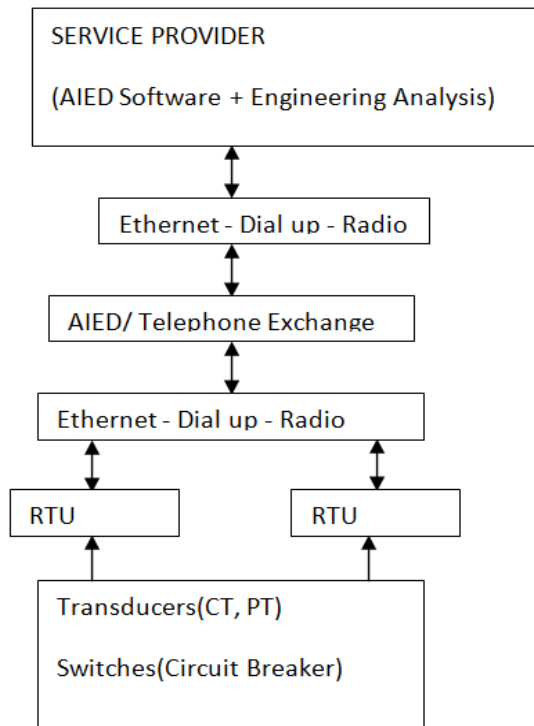 SERVICE PROVIDER
(AIED Software + Engineering Analysis)
Ethernet - Dial up - Radio
AIED/ Telephone Exchange
Ethernet - Dial up - Radio
RTU
RTU
Transducers(CT, PT)
Switches(Circuit Breaker)